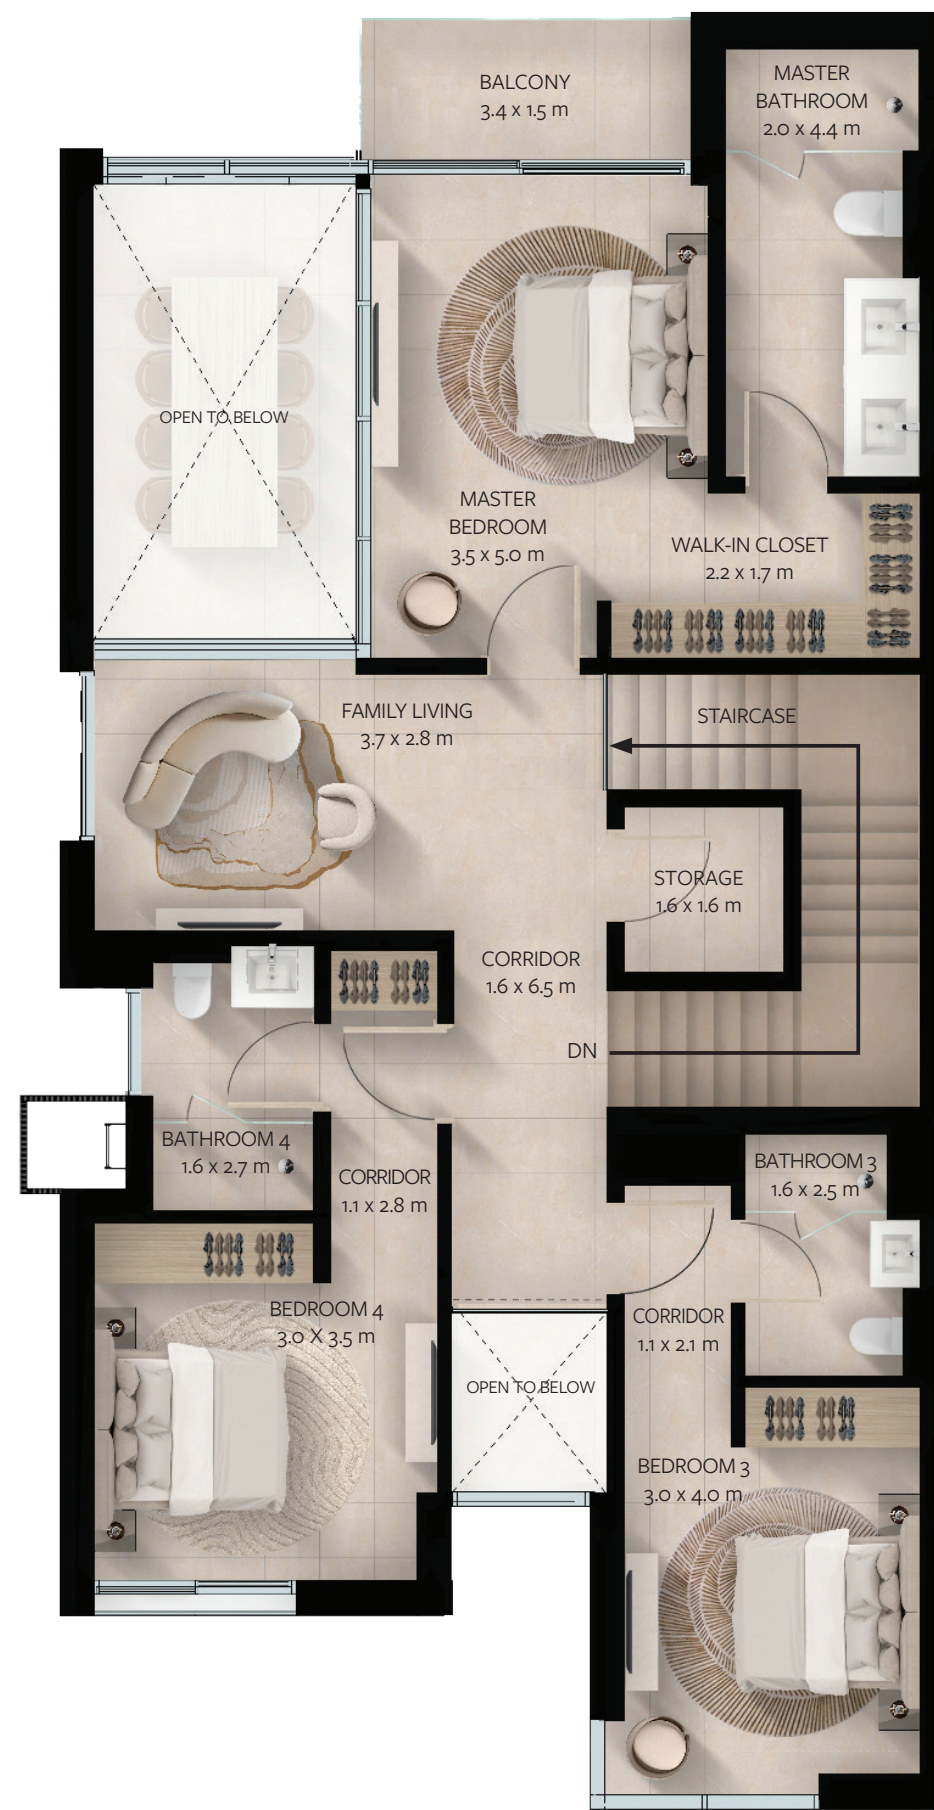 BALCONY
3.4 x 1.5 m
MASTER
BATHROOM
2.0 x 4.4 m
OPEN TO BELOW
MASTER
BEDROOM
3.5 x 5.0 m
WALK-IN CLOSET
2.2 x 1.7 m
FAMILY LIVING
3.7 x 2.8 m
STAIRCASE
STORAGE
1.6 x 1.6 m
CORRIDOR
1.6 x 6.5 m
DN
BATHROOM 4
1.6 x 2.7 m
CORRIDOR
1.1 x 2.8 m
BATHROOM 3
1.6 x 2.5 m
BEDROOM 4
3.0 X 3.5 m
CORRIDOR
1.1 x 2.1 m
OPEN TO BELOW
BEDROOM 3
3.0 x 4.0 m